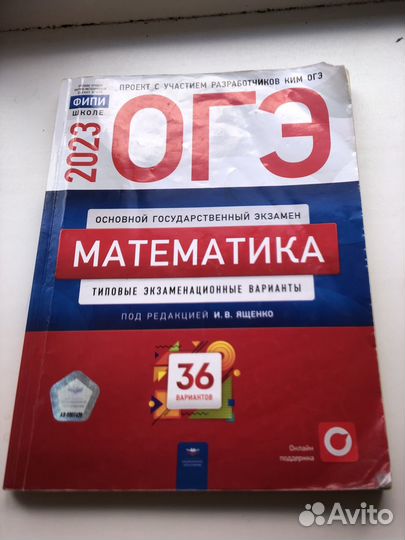 ПРОЕКТ С УЧАСТИЕМ РАЗРАБОТЧИКОВ КИМ ОГЭ
ФИПИ
ШКОЛЕ
2023
ОГЭ
ОСНОВНОЙ ГОСУДАРСТВЕННЫЙ ЭКЗАМЕН
МАТЕМАТИКА
ТИПОВЫЕ ЭКЗАМЕНАЦИОННЫЕ ВАРИАНТЫ
ПОД РЕДАКЦИЕЙ И. В. ЯЩЕНКО
36
ВАРИАНТОВ
Онлайн
поддержка
Avito